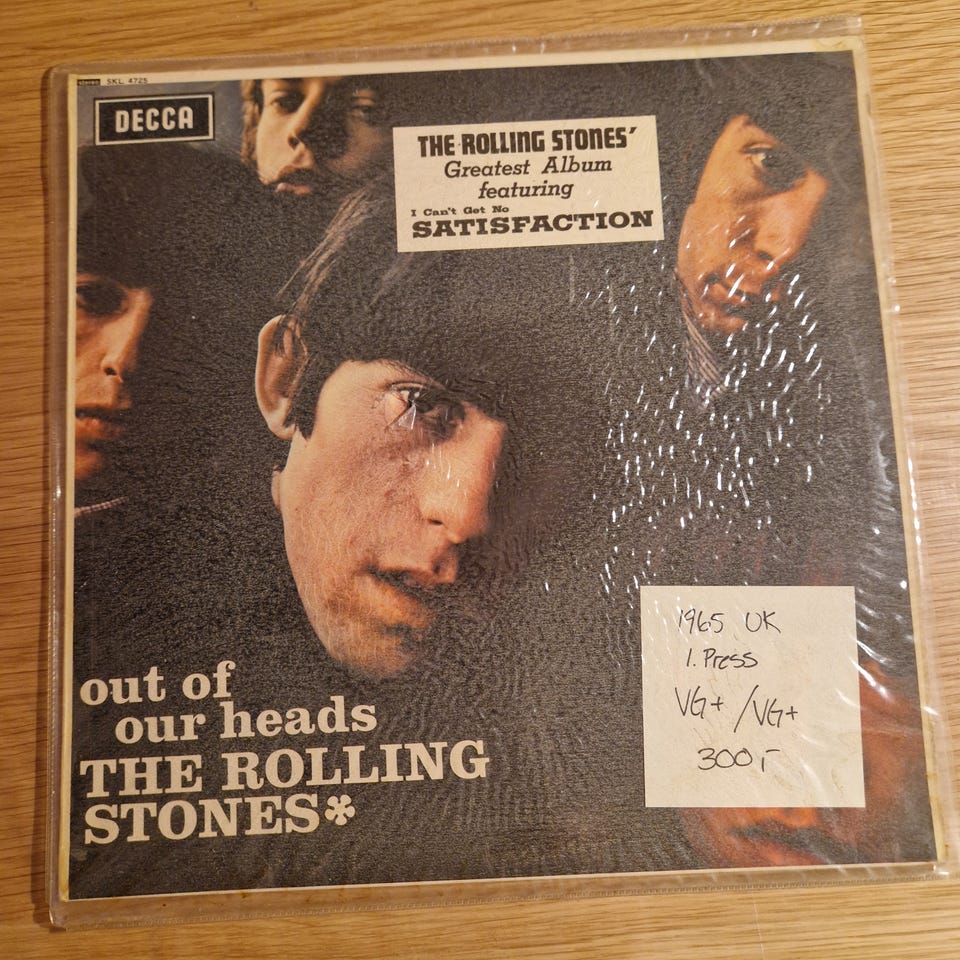 stereo SKL 4725
DECCA
THE ROLLING STONES'
Greatest Album
featuring
I Can't Get No
SATISFACTION
out of
our heads
THE ROLLING
STONES*
1965 UK
1. Press
VG+ /VG+
300,-